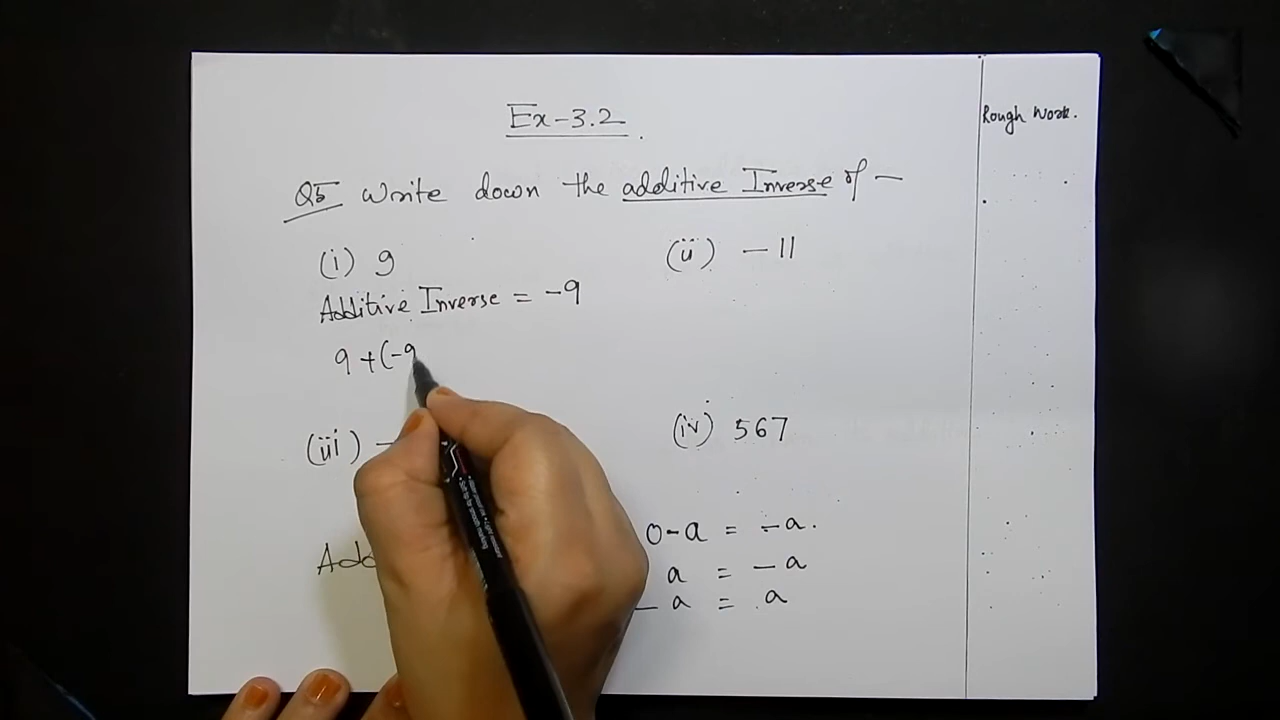 Ex-3.2.
Rough Work.
Q5 Write down the additive Inverse of —
(i) 9
(ii) -11
Additive Inverse = -9
9 + (-9
(iii) -
(iv) 567
0-a = -a.
a = -a
- a = a